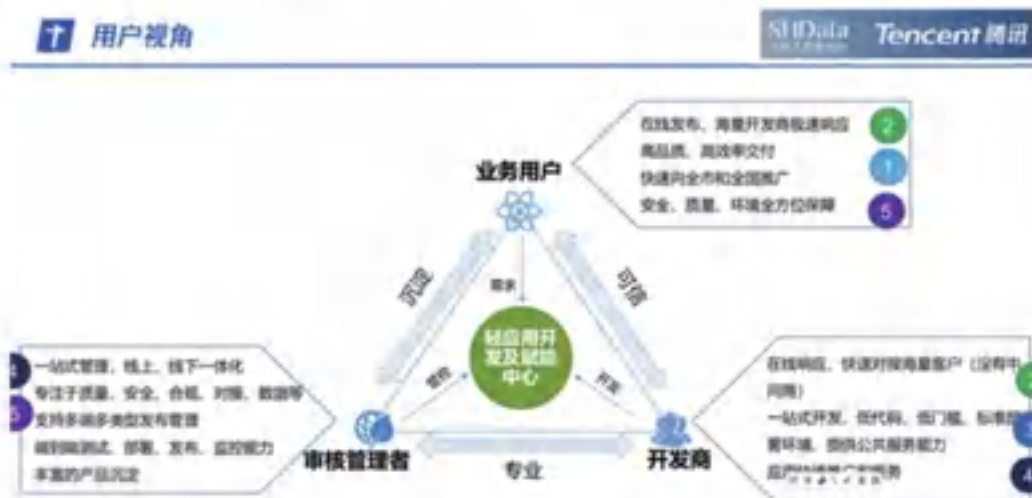 用户视角
SHData
Tencent 腾讯
在线发布、海量开发商极速响应
2
高品质、高效率交付
1
快速向全市和全国推广
安全、质量、环境全方位保障
5
业务用户
沉淀
可信
需求
轻应用开
发及赋能
中心
管控
开发
一站式管理、线上、线下一体化
专注于质量、安全、合规、对接、数据等
支持多端多类型发布管理
端到端测试、部署、发布、监控能力
丰富的产品沉淀
审核管理者
专业
开发商
在线响应、快速对接海量客户（没有中
间商）
一站式开发、低代码、低门槛、标准
署环境、提供公共服务能力